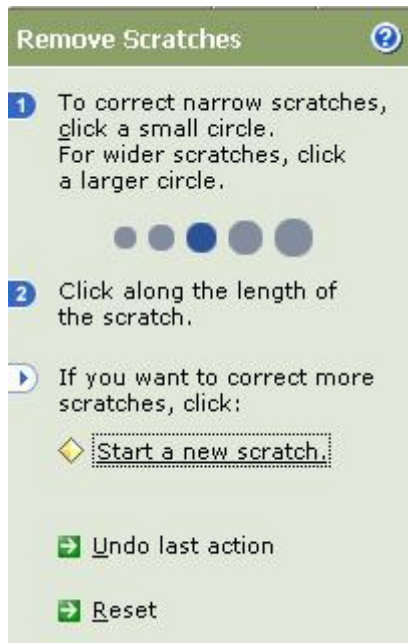 Remove Scratches ?
1 To correct narrow scratches,
click a small circle.
For wider scratches, click
a larger circle.
2 Click along the length of
the scratch.
If you want to correct more
scratches, click:
Start a new scratch.
Undo last action
Reset